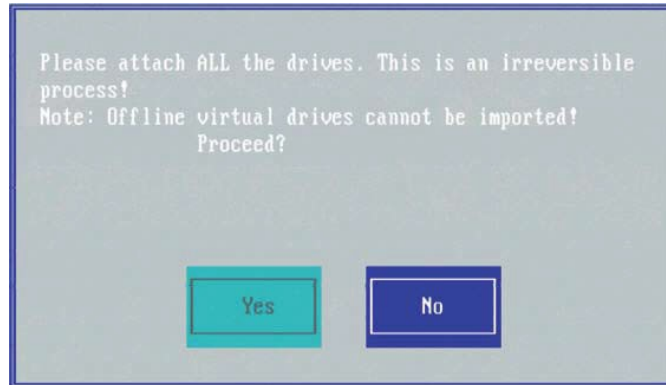 Please attach ALL the drives. This is an irreversible
process!
Note: Offline virtual drives cannot be imported!
Proceed?
Yes
No